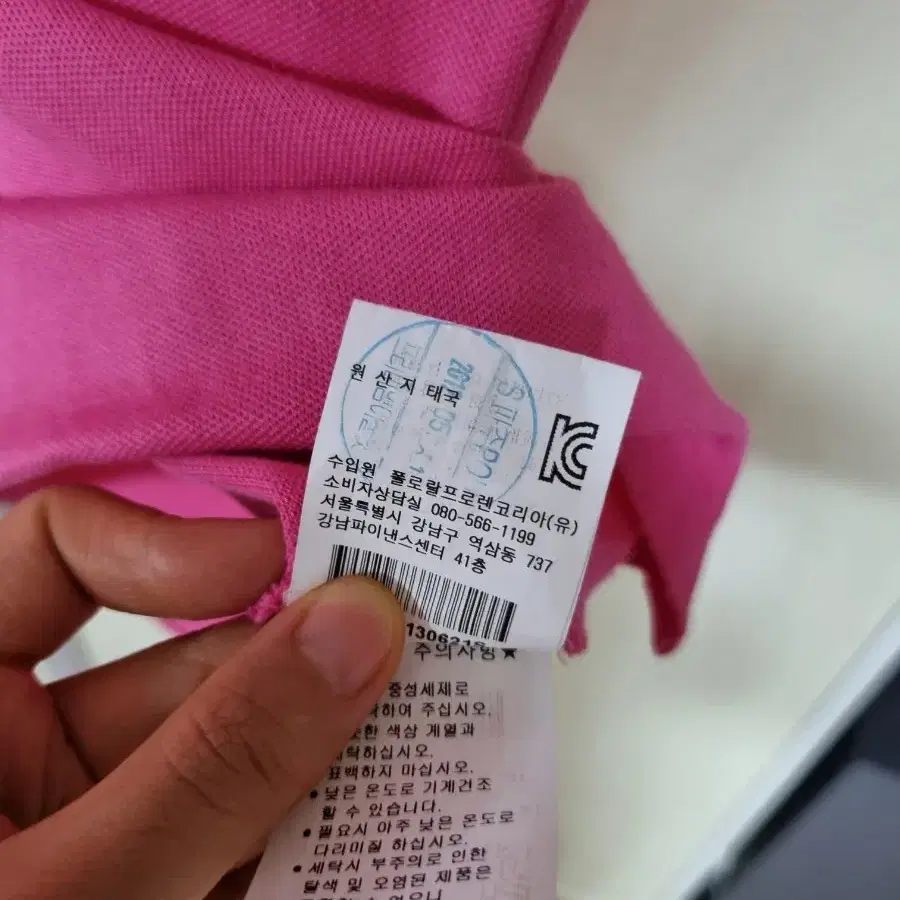 원 산 지 태국
수입원 폴로랄프로렌코리아(유)
소비자상담실 080-566-1199
서울특별시 강남구 역삼동 737
강남파이낸스센터 41층
주의사항★
중성세제로
하여 주십시오.
색상 계열과
하십시오.
표백하지 마십시오.
• 낮은 온도로 기계건조
할 수 있습니다.
• 필요시 아주 낮은 온도로
다리미질 하십시오.
• 세탁시 부주의로 인한
탈색 및 오염된 제품은